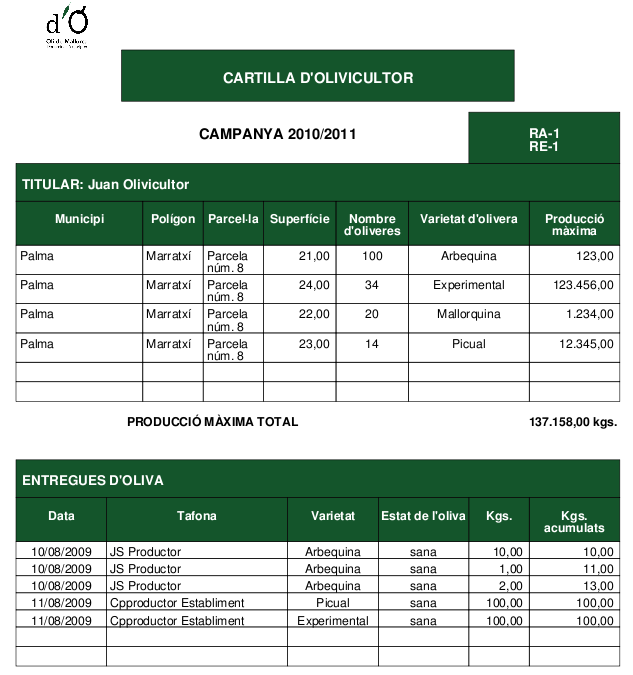 d'O
Oli de Mallorca
CARTILLA D'OLIVICULTOR
CAMPANYA 2010/2011
RA-1
RE-1
TITULAR: Juan Olivicultor
Municipi Polígon Parcel·la Superfície Nombre d'oliveres Varietat d'olivera Producció màxima
Palma Marratxí Parcela núm. 8 21,00 100 Arbequina 123,00
Palma Marratxí Parcela núm. 8 24,00 34 Experimental 123.456,00
Palma Marratxí Parcela núm. 8 22,00 20 Mallorquina 1.234,00
Palma Marratxí Parcela núm. 8 23,00 14 Picual 12.345,00
PRODUCCIÓ MÀXIMA TOTAL 137.158,00 kgs.
ENTREGUES D'OLIVA
Data Tafona Varietat Estat de l'oliva Kgs. Kgs. acumulats
10/08/2009 JS Productor Arbequina sana 10,00 10,00
10/08/2009 JS Productor Arbequina sana 1,00 11,00
10/08/2009 JS Productor Arbequina sana 2,00 13,00
11/08/2009 Cpproductor Establiment Picual sana 100,00 100,00
11/08/2009 Cpproductor Establiment Experimental sana 100,00 100,00